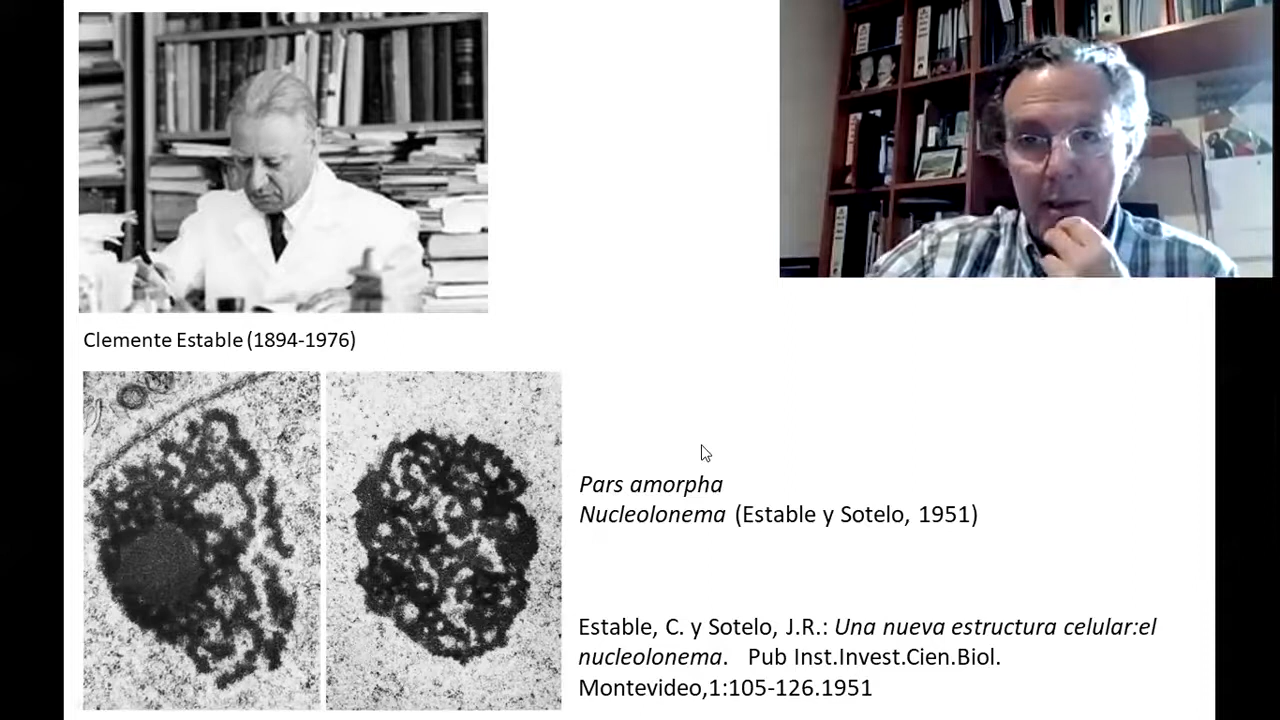 Clemente Estable (1894-1976)
Pars amorpha
Nucleolonema (Estable y Sotelo, 1951)
Estable, C. y Sotelo, J.R.: Una nueva estructura celular:el
nucleolonema. Pub Inst.Invest.Cien.Biol.
Montevideo,1:105-126.1951